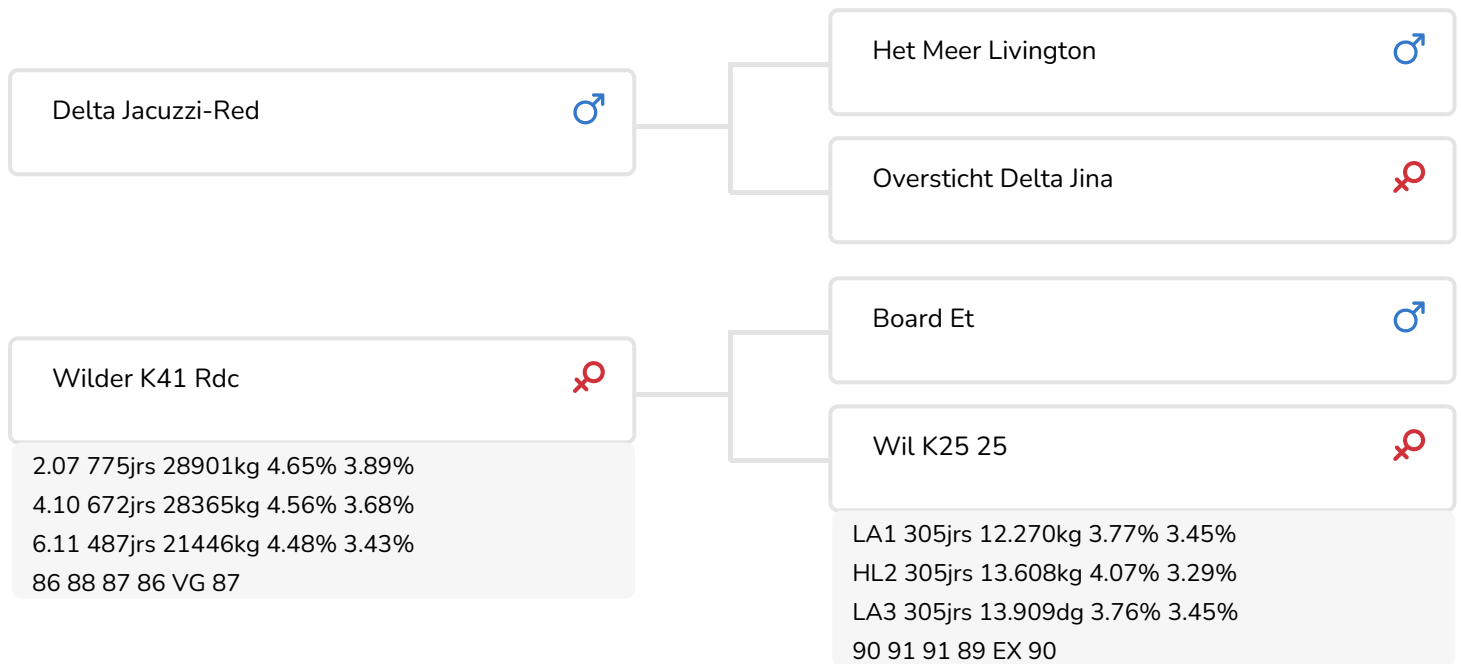 Het Meer Livington
Delta Jacuzzi-Red
Oversticht Delta Jina
Board Et
Wilder K41 Rdc
2.07 775jrs 28901kg 4.65% 3.89%
4.10 672jrs 28365kg 4.56% 3.68%
6.11 487jrs 21446kg 4.48% 3.43%
86 88 87 86 VG 87
Wil K25 25
LA1 305jrs 12.270kg 3.77% 3.45%
HL2 305jrs 13.608kg 4.07% 3.29%
LA3 305jrs 13.909dg 3.76% 3.45%
90 91 91 89 EX 90